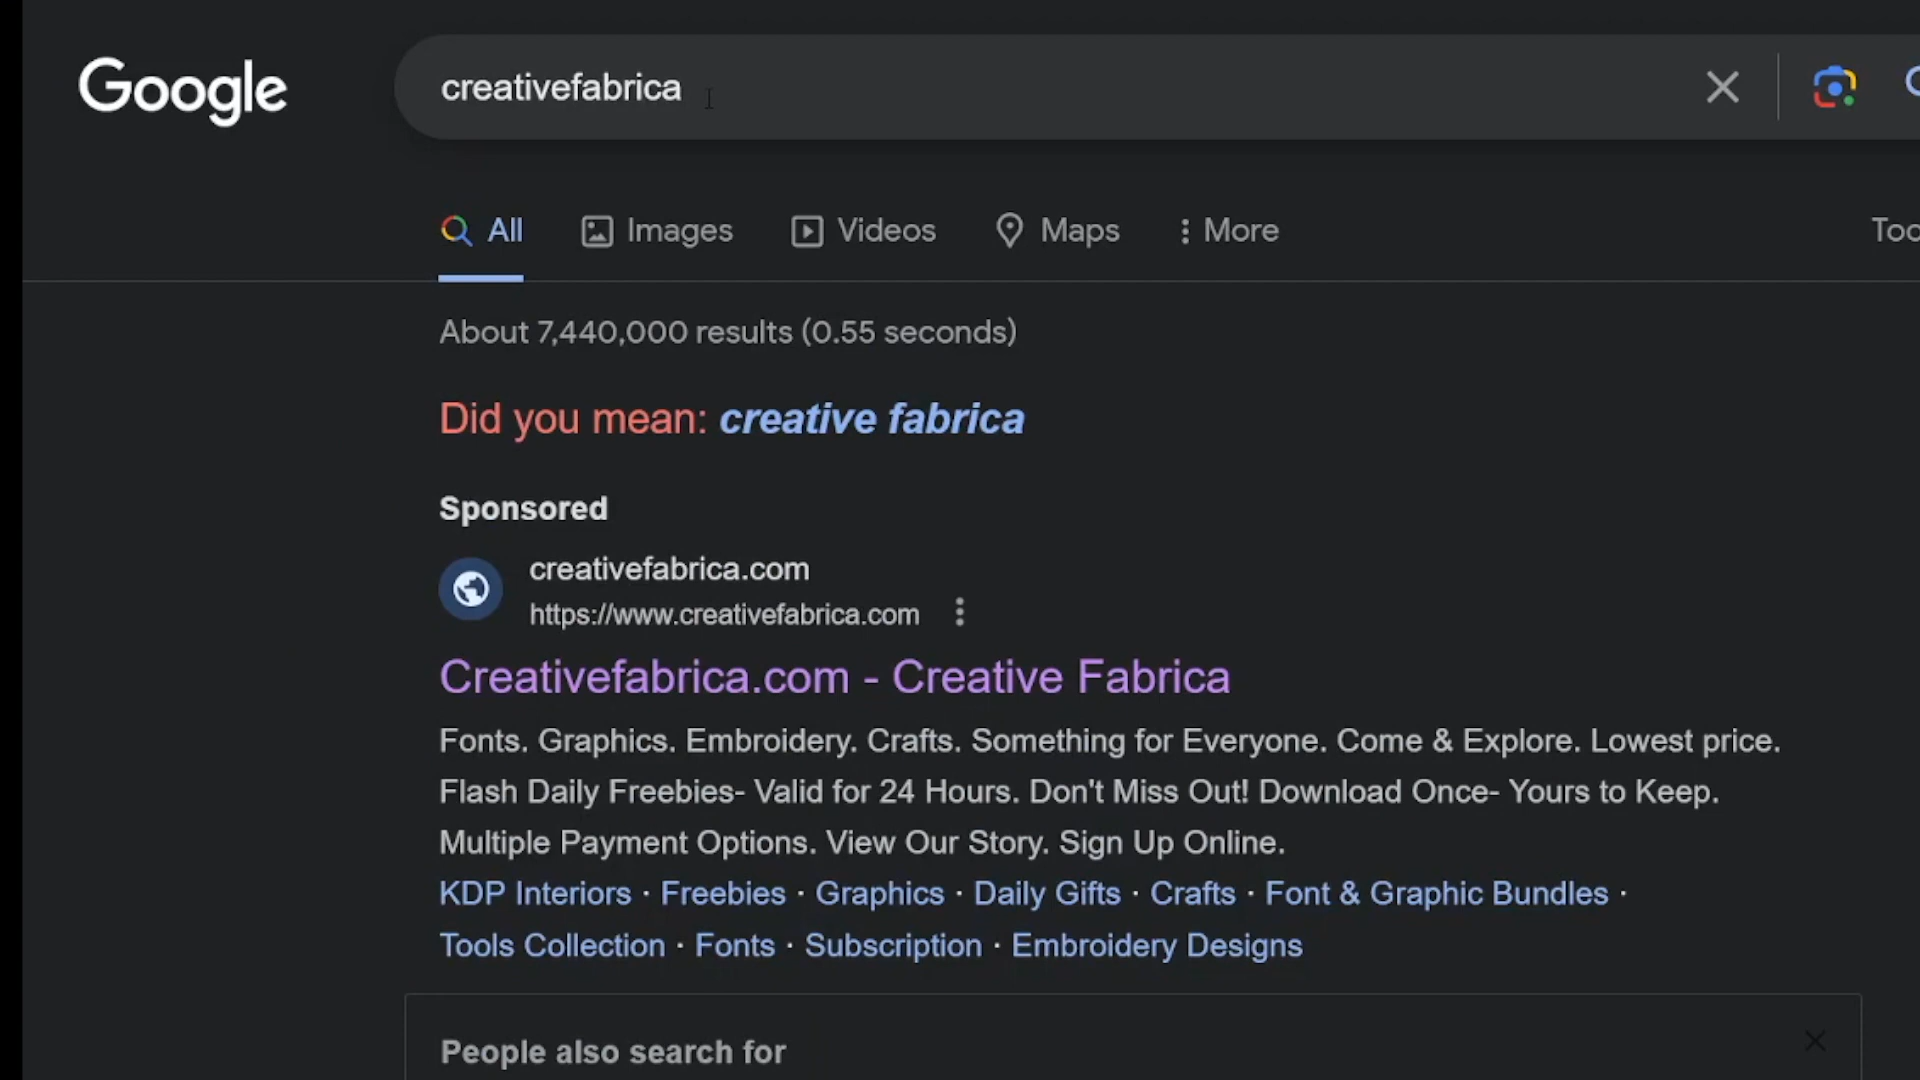 Google
creativefabrica
All Images Videos Maps More
About 7,440,000 results (0.55 seconds)
Did you mean: creative fabrica
Sponsored
creativefabrica.com
https://www.creativefabrica.com
Creativefabrica.com - Creative Fabrica
Fonts. Graphics. Embroidery. Crafts. Something for Everyone. Come & Explore. Lowest price.
Flash Daily Freebies- Valid for 24 Hours. Don't Miss Out! Download Once- Yours to Keep.
Multiple Payment Options. View Our Story. Sign Up Online.
KDP Interiors · Freebies · Graphics · Daily Gifts · Crafts · Font & Graphic Bundles ·
Tools Collection · Fonts · Subscription · Embroidery Designs
People also search for